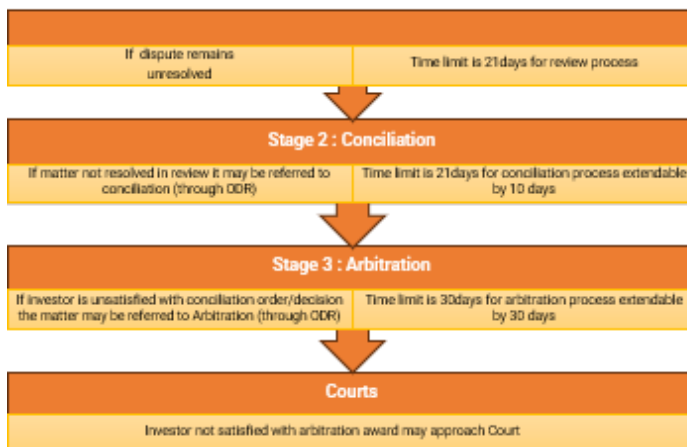 If dispute remains
unresolved
Time limit is 21days for review process
Stage 2 : Conciliation
If matter not resolved in review it may be referred to
conciliation (through ODR)
Time limit is 21days for conciliation process extendable
by 10 days
Stage 3 : Arbitration
If investor is unsatisfied with conciliation order/decision
the matter may be referred to Arbitration (through ODR)
Time limit is 30days for arbitration process extendable
by 30 days
Courts
Investor not satisfied with arbitration award may approach Court